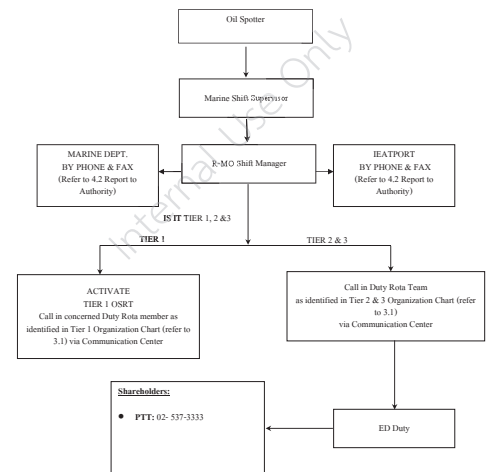 Oil Spotter
Marine Shift Supervisor
MARINE DEPT.
BY PHONE & FAX
(Refer to 4.2 Report to
Authority)
R-MO Shift Manager
IEATPORT
BY PHONE & FAX
(Refer to 4.2 Report to
Authority)
IS IT TIER 1, 2 &3
TIER !
TIER 2 & 3
ACTIVATE
TIER 1 OSRT
Call in concerned Duty Rota member as
identified in Tier 1 Organization Chart (refer to
3.1) via Communication Center
Call in Duty Rota Team
as identified in Tier 2 & 3 Organization Chart (refer
to 3.1)
via Communication Center
Shareholders:
• PTT: 02- 537-3333
ED Duty
Internal Use Only